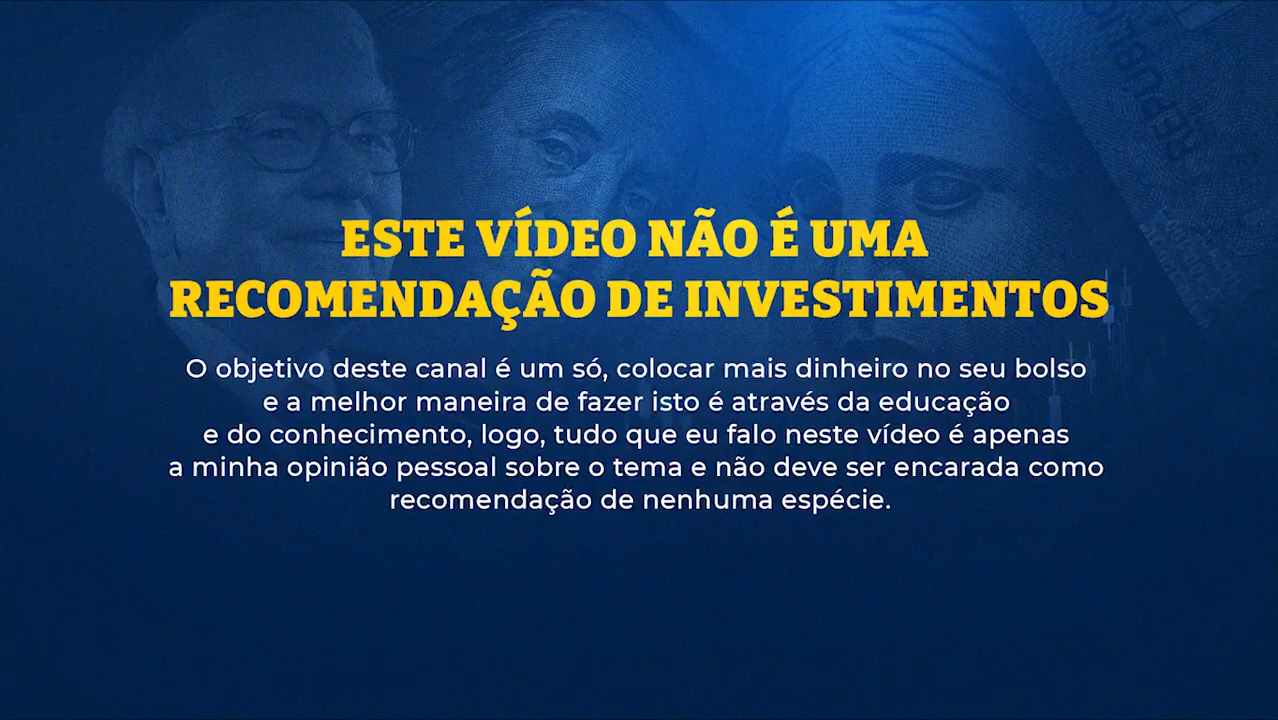 ESTE VÍDEO NÃO É UMA
RECOMENDAÇÃO DE INVESTIMENTOS
O objetivo deste canal é um só, colocar mais dinheiro no seu bolso
e a melhor maneira de fazer isto é através da educação
e do conhecimento, logo, tudo que eu falo neste vídeo é apenas
a minha opinião pessoal sobre o tema e não deve ser encarada como
recomendação de nenhuma espécie.